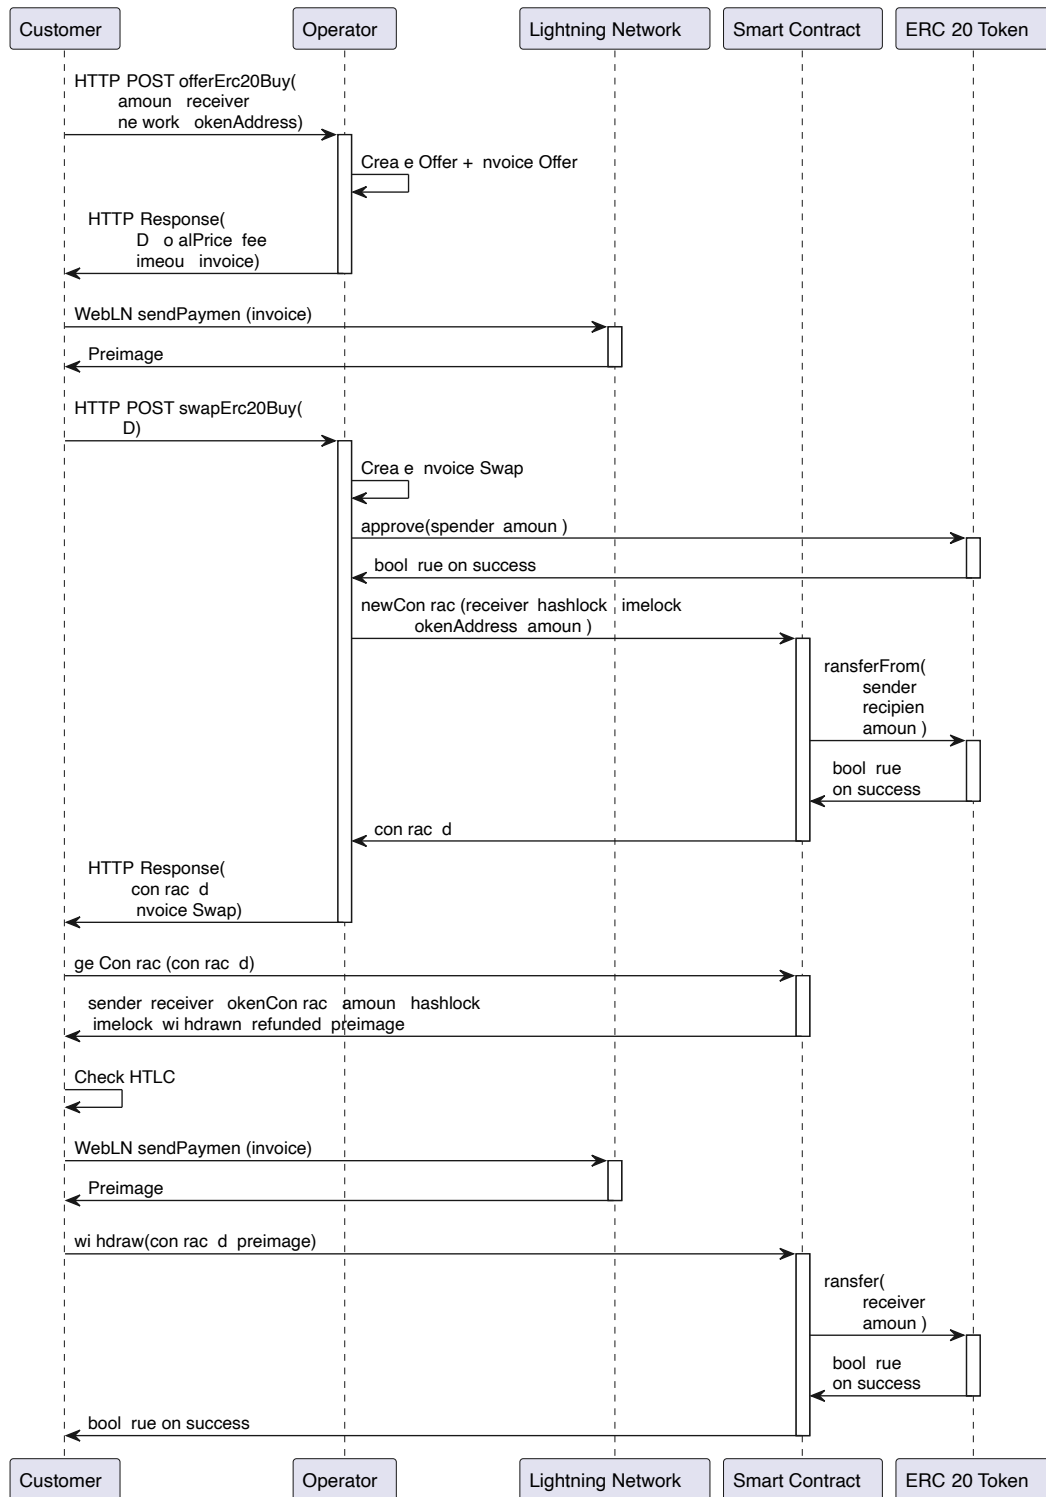 Customer
Operator
Lightning Network
Smart Contract
ERC 20 Token
HTTP POST offerErc20Buy(
amoun receiver
ne work okenAddress)
Crea e Offer + nvoice Offer
HTTP Response(
D o alPrice fee
imeou invoice)
WebLN sendPaymen (invoice)
Preimage
HTTP POST swapErc20Buy(
D)
Crea e nvoice Swap
approve(spender amoun )
bool rue on success
newCon rac (receiver hashlock imelock
okenAddress amoun )
ransferFrom(
sender
recipien
amoun )
bool rue
on success
con rac d
HTTP Response(
con rac d
nvoice Swap)
ge Con rac (con rac d)
sender receiver okenCon rac amoun hashlock
imelock wi hdrawn refunded preimage
Check HTLC
WebLN sendPaymen (invoice)
Preimage
wi hdraw(con rac d preimage)
ransfer(
receiver
amoun )
bool rue
on success
bool rue on success
Customer
Operator
Lightning Network
Smart Contract
ERC 20 Token